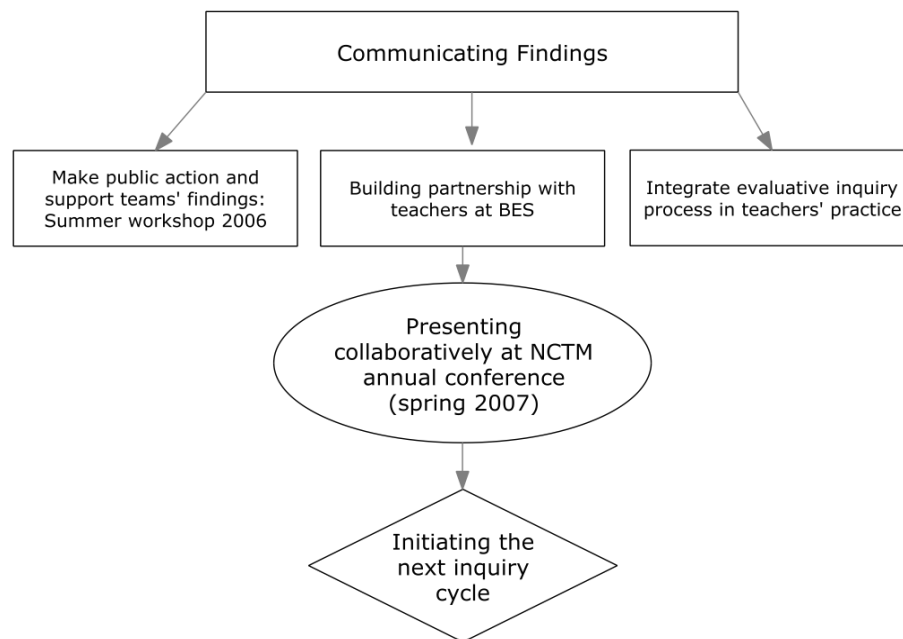 Communicating Findings
Make public action and
support teams' findings:
Summer workshop 2006
Building partnership with
teachers at BES
Integrate evaluative inquiry
process in teachers' practice
Presenting
collaboratively at NCTM
annual conference
(spring 2007)
Initiating the
next inquiry
cycle